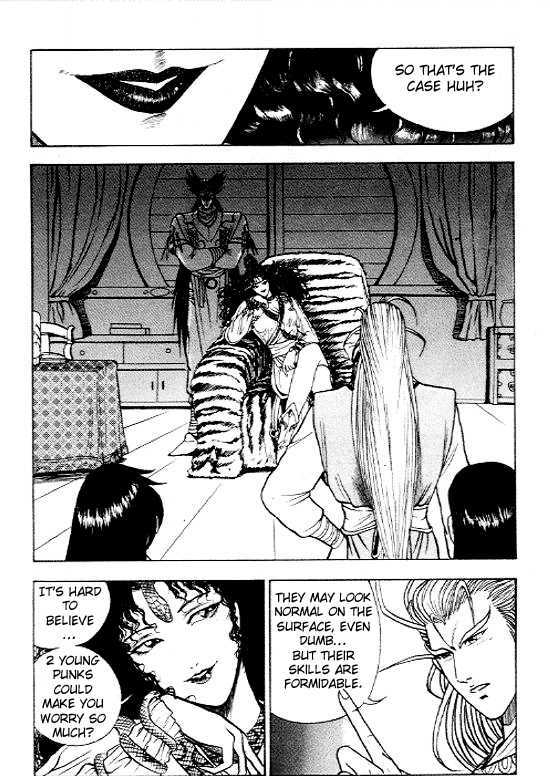 SO THAT'S THE
CASE HUH?
IT'S HARD
TO
BELIEVE
...
2 YOUNG
PUNKS
COULD
MAKE YOU
WORRY SO
MUCH?
THEY MAY LOOK
NORMAL ON THE
SURFACE, EVEN
DUMB...
BUT THEIR
SKILLS ARE
FORMIDABLE.